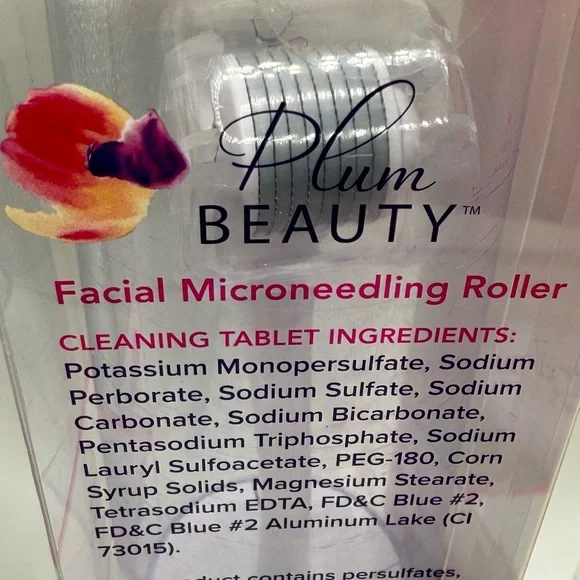 Plum
BEAUTY™
Facial Microneedling Roller
CLEANING TABLET INGREDIENTS:
Potassium Monopersulfate, Sodium
Perborate, Sodium Sulfate, Sodium
Carbonate, Sodium Bicarbonate,
Pentasodium Triphosphate, Sodium
Lauryl Sulfoacetate, PEG-180, Corn
Syrup Solids, Magnesium Stearate,
Tetrasodium EDTA, FD&C Blue #2,
FD&C Blue #2 Aluminum Lake (CI
73015).
contains persulfates,